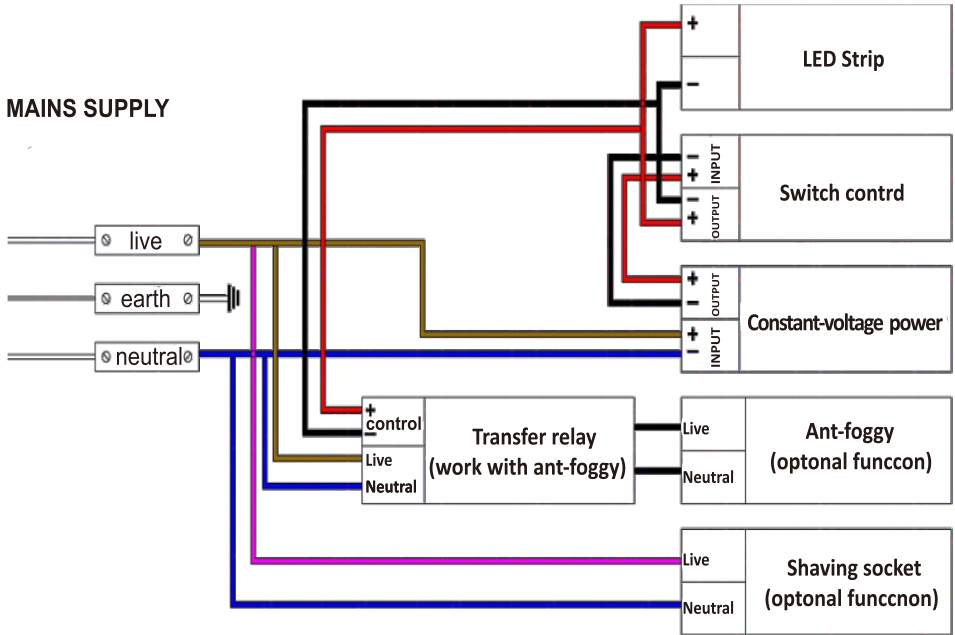 MAINS SUPPLY
live
earth
neutral
+
−
LED Strip
−
+
INPUT
−
+
OUTPUT
Switch contrd
+
−
OUTPUT
+
−
INPUT
Constant-voltage power
+
control
−
Live
Neutral
Transfer relay
(work with ant-foggy)
Live
Neutral
Ant-foggy
(optonal funccon)
Live
Neutral
Shaving socket
(optonal funccnon)